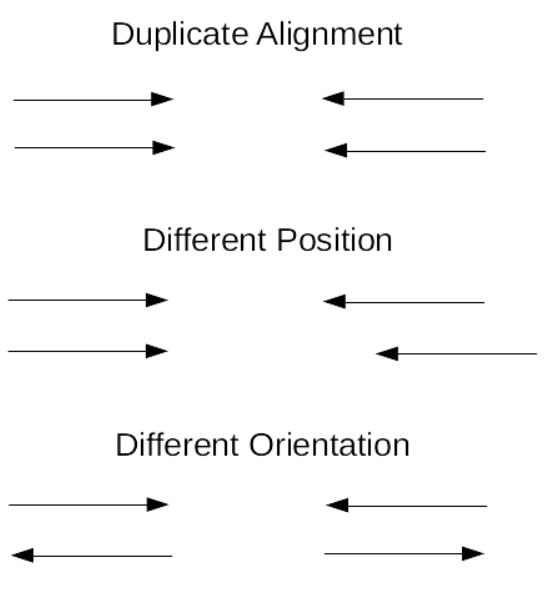 Duplicate Alignment
Different Position
Different Orientation